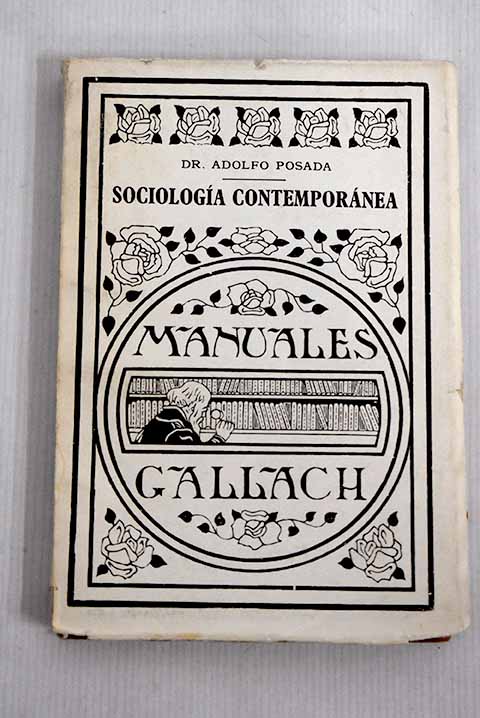 DR. ADOLFO POSADA
SOCIOLOGÍA CONTEMPORÁNEA
MANUALES
GALLACH